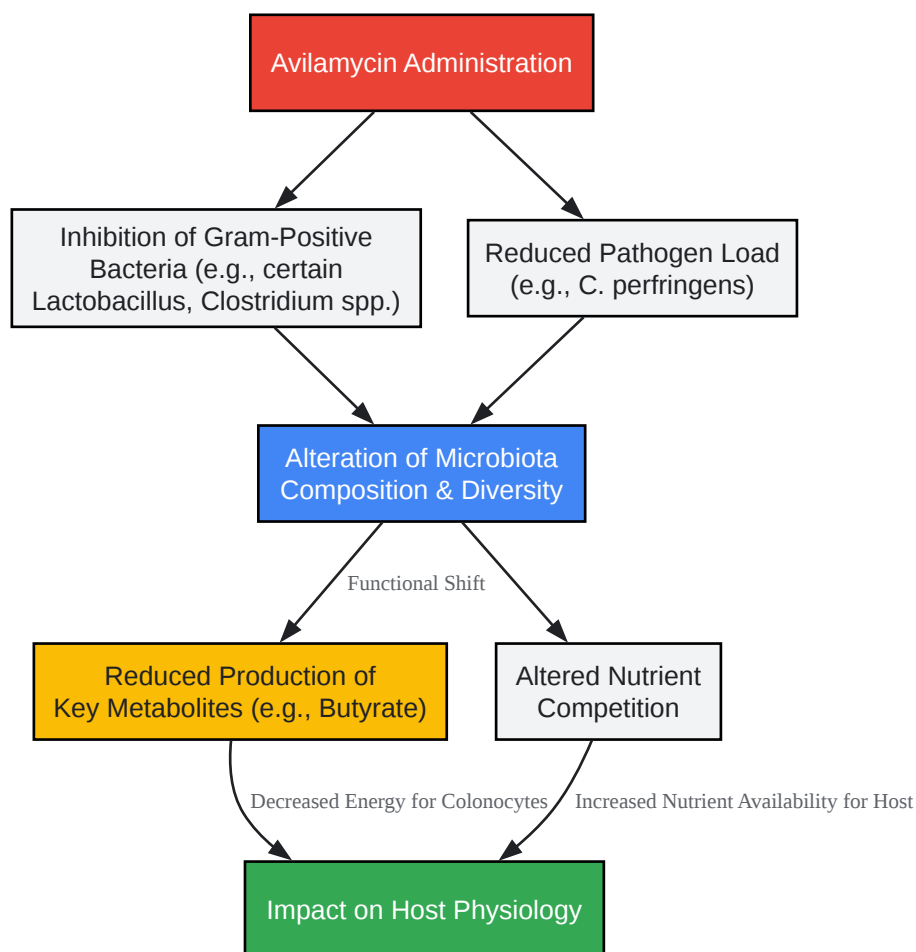 Avilamycin Administration
Inhibition of Gram-Positive
Bacteria (e.g., certain
Lactobacillus, Clostridium spp.)
Reduced Pathogen Load
(e.g., C. perfringens)
Alteration of Microbiota
Composition & Diversity
Functional Shift
Reduced Production of
Key Metabolites (e.g., Butyrate)
Altered Nutrient
Competition
Decreased Energy for Colonocytes
Increased Nutrient Availability for Host
Impact on Host Physiology